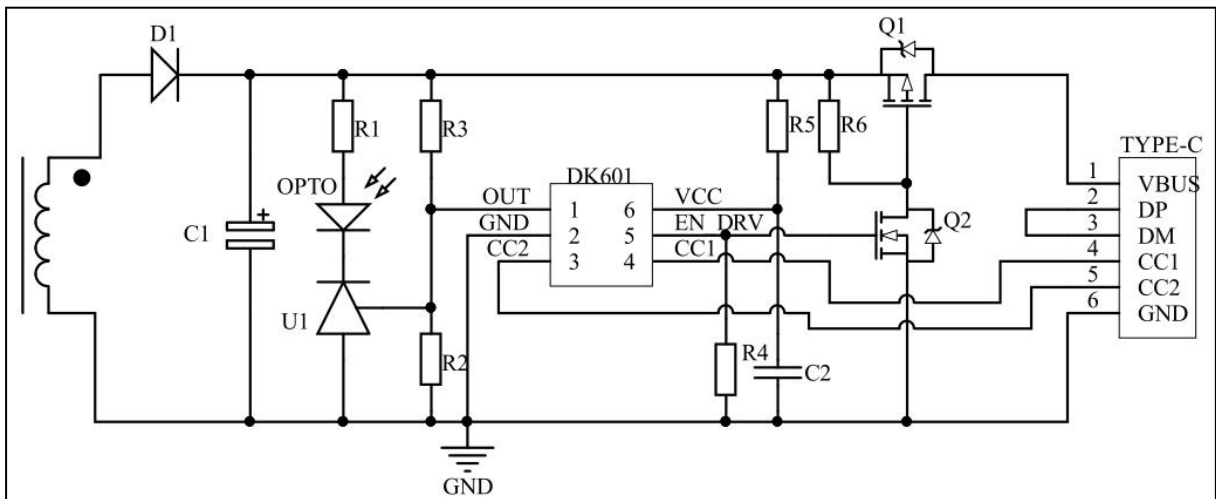 D1
Q1
R1
R3
R5
R6
TYPE-C
OPTO
DK601
1 VBUS
2 DP
3 DM
4 CC1
5 CC2
6 GND
OUT 1 6 VCC
GND 2 5 EN_DRV
CC2 3 4 CC1
Q2
C1
+
U1
R2
R4
C2
GND